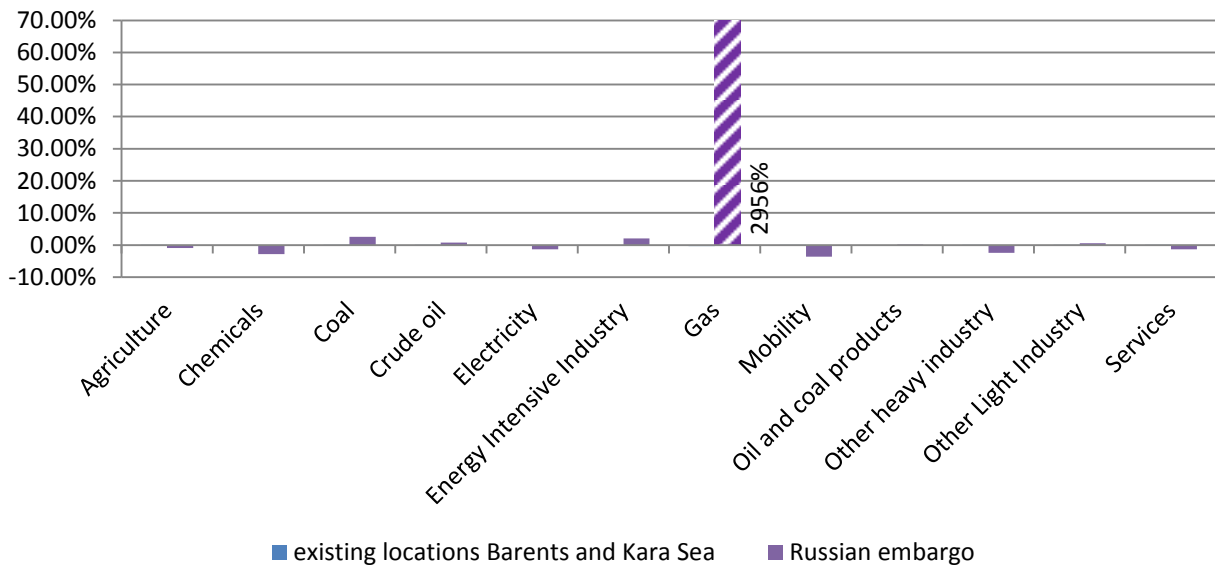 70.00%
60.00%
50.00%
40.00%
30.00%
20.00%
10.00%
0.00%
-10.00%
2956%
Agriculture
Chemicals
Coal
Crude oil
Electricity
Energy Intensive Industry
Gas
Mobility
Oil and coal products
Other heavy industry
Other Light Industry
Services
existing locations Barents and Kara Sea
Russian embargo